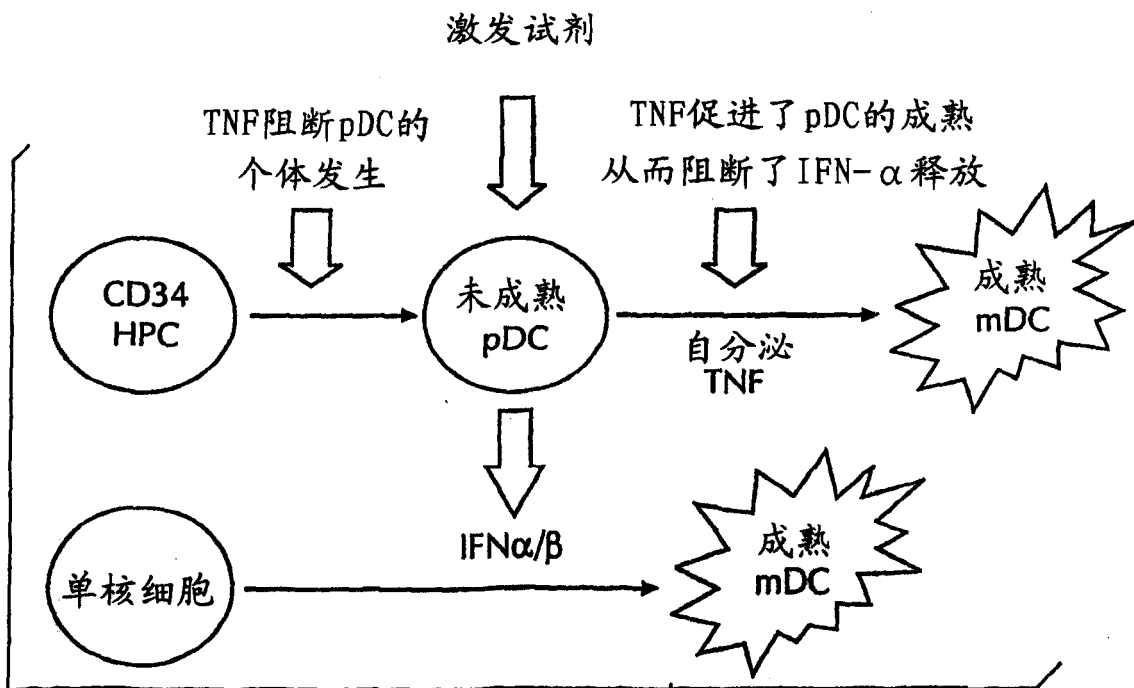 激发试剂
TNF阻断pDC的
个体发生
TNF促进了pDC的成熟
从而阻断了IFN-α释放
CD34
HPC
未成熟
pDC
自分泌
TNF
成熟
mDC
IFNα/β
单核细胞
成熟
mDC